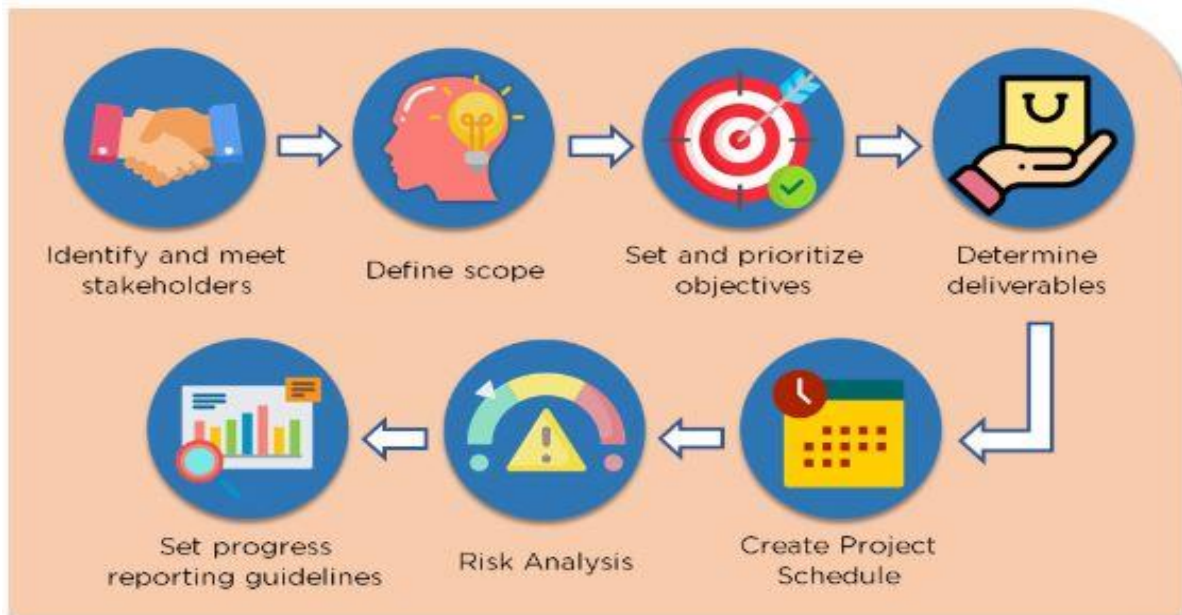 Identify and meet
stakeholders
Define scope
Set and prioritize
objectives
Determine
deliverables
Create Project
Schedule
Risk Analysis
Set progress
reporting guidelines